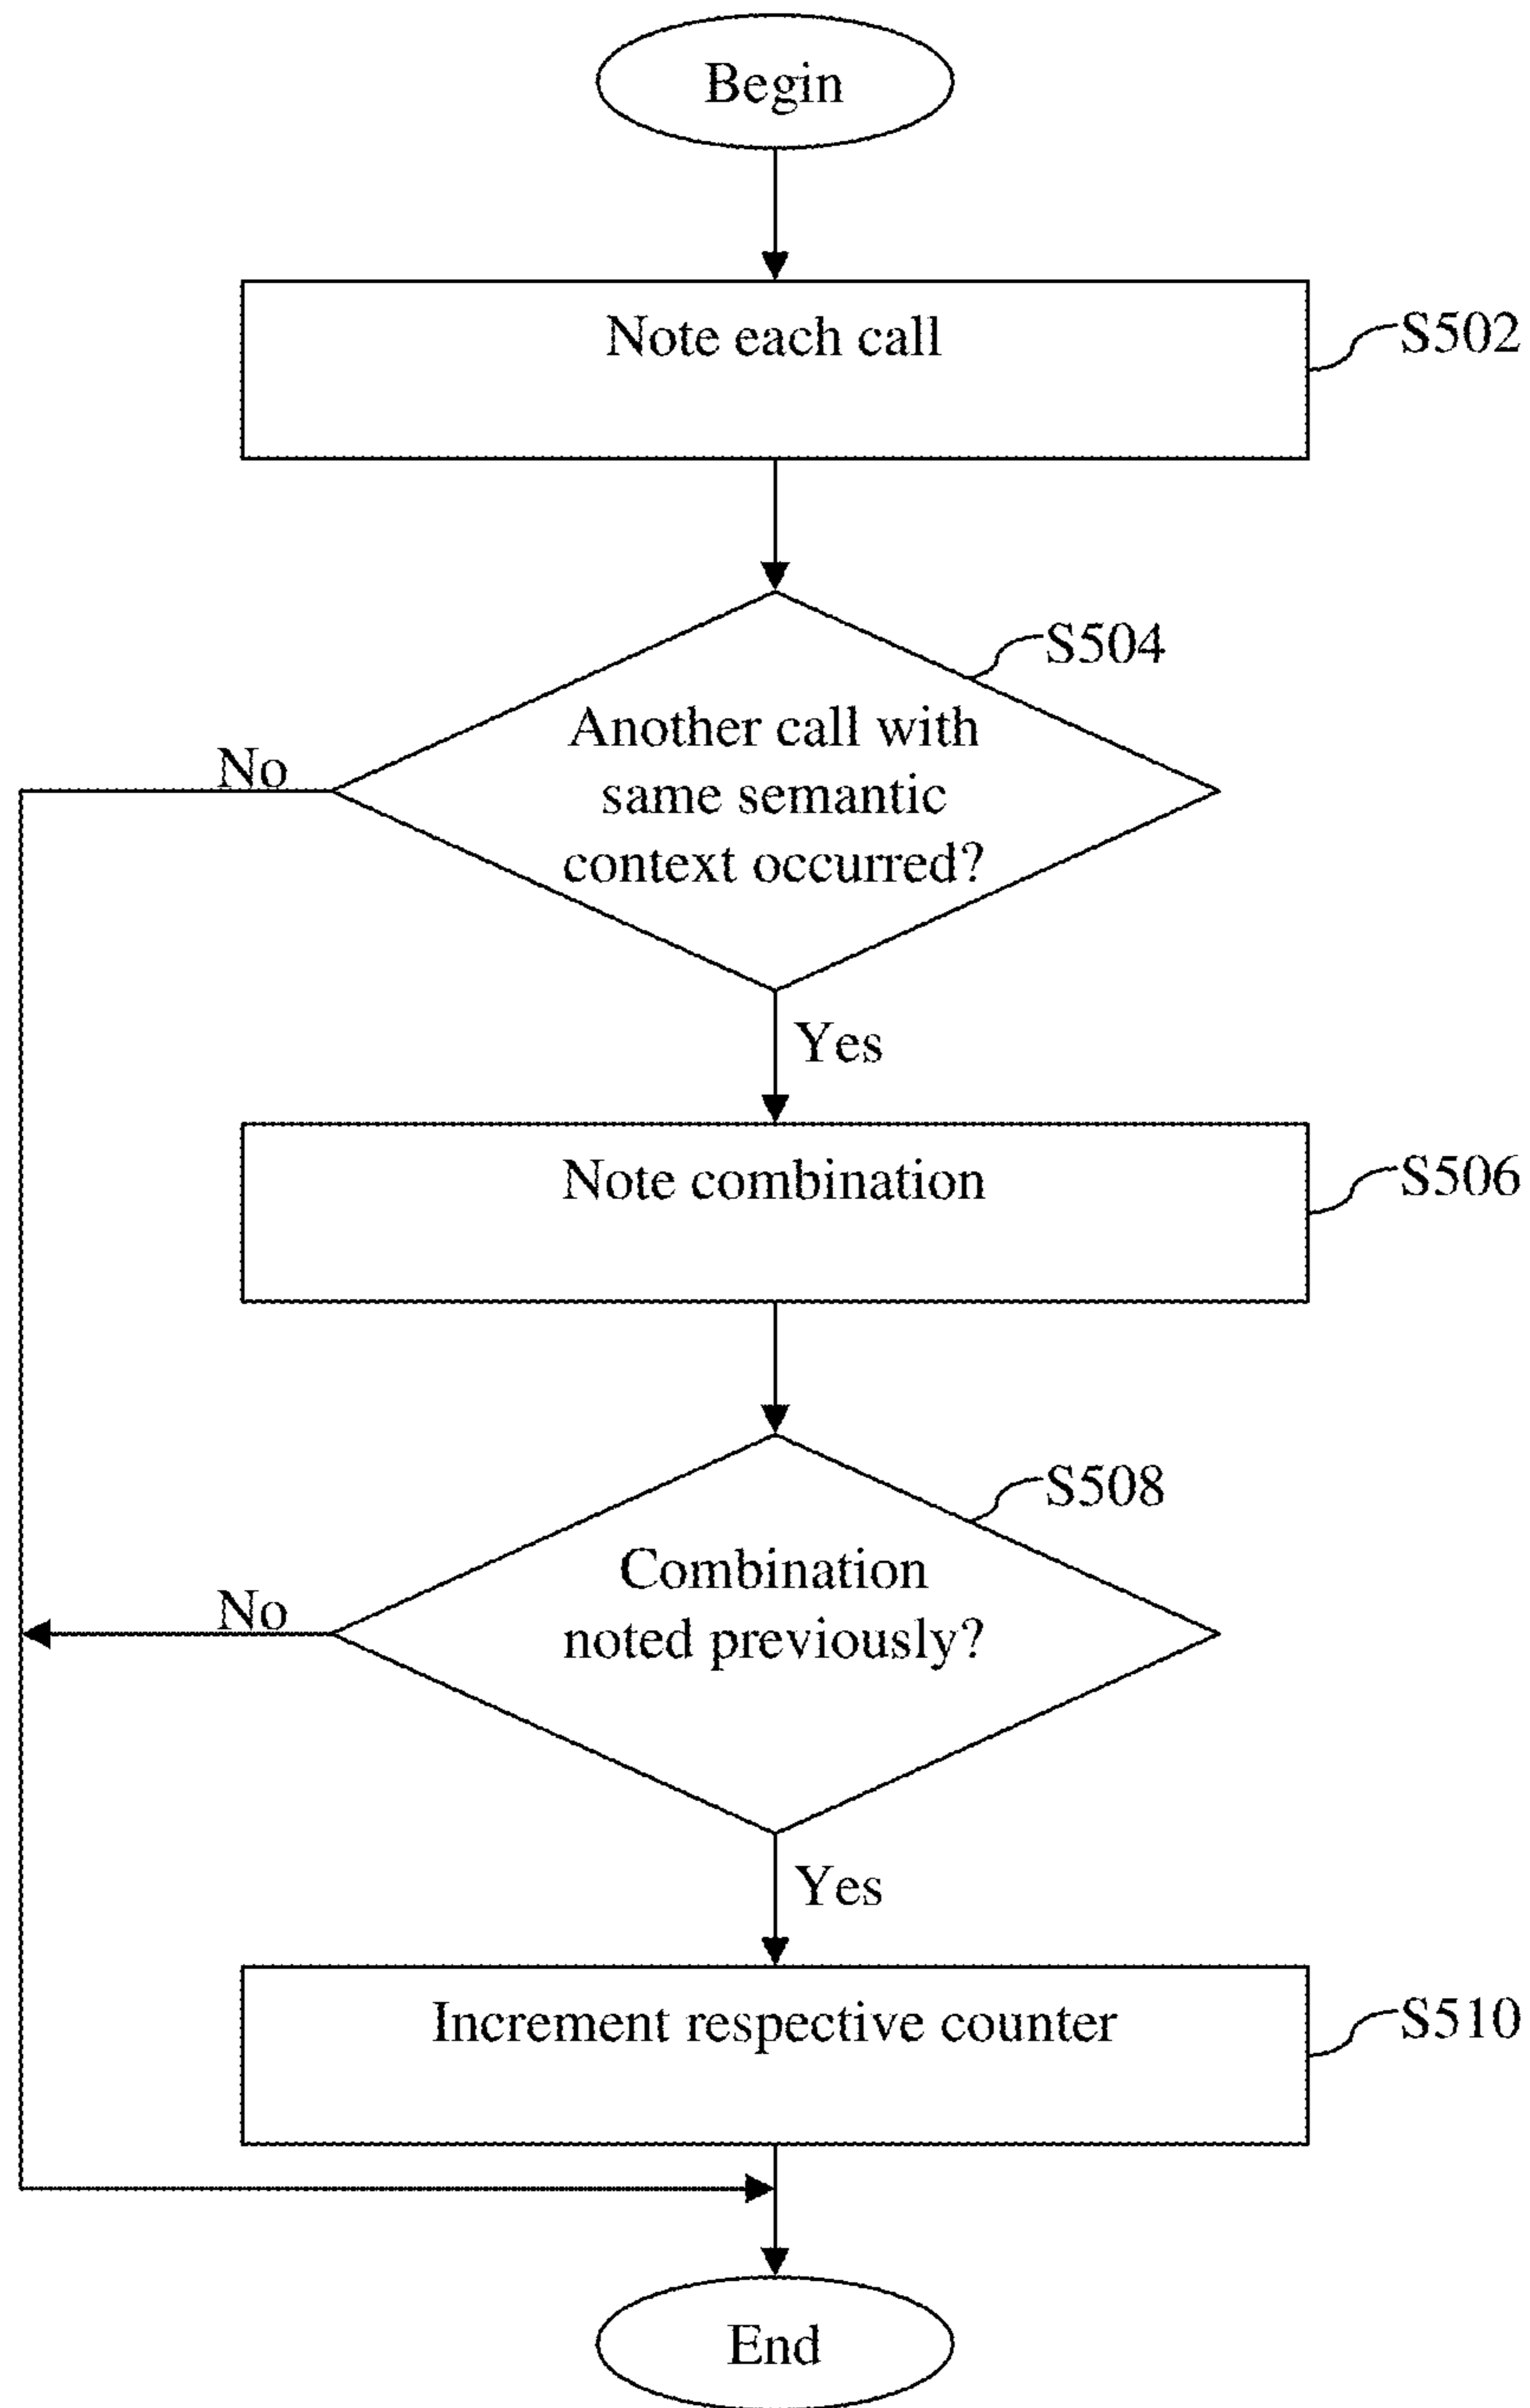 Begin
Note each call
S502
S504
Another call with
same semantic
context occurred?
No
Yes
Note combination
S506
S508
Combination
noted previously?
No
Yes
Increment respective counter
S510
End